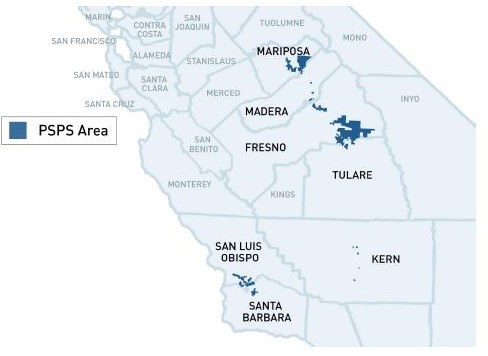 MARIN
CONTRA
COSTA
SAN
JOAQUIN
TUOLUMNE
MONO
SAN FRANCISCO
ALAMEDA
MARIPOSA
STANISLAUS
SAN MATEO
SANTA
CLARA
MERCED
INYO
SANTA CRUZ
MADERA
PSPS Area
SAN
BENITO
FRESNO
TULARE
MONTEREY
KINGS
SAN LUIS
OBISPO
KERN
SANTA
BARBARA